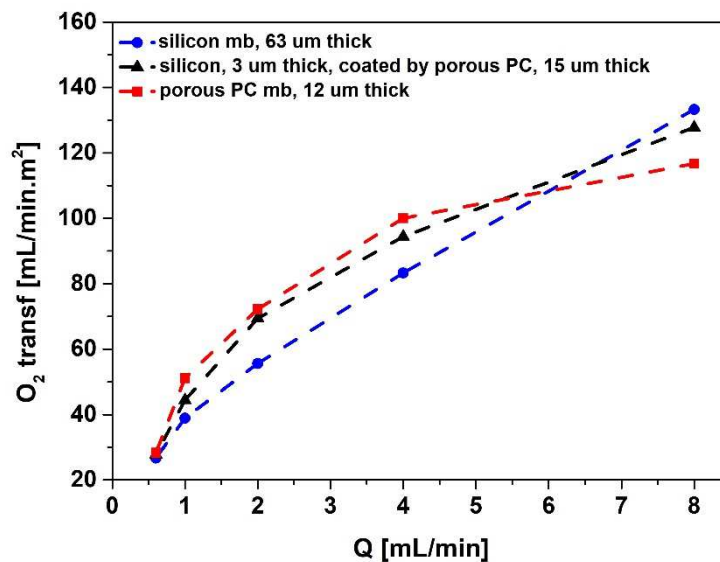 silicon mb, 63 um thick
silicon, 3 um thick, coated by porous PC, 15 um thick
porous PC mb, 12 um thick
O₂ transf [mL/min.m²]
160
140
120
100
80
60
40
20
0 1 2 3 4 5 6 7 8
Q [mL/min]